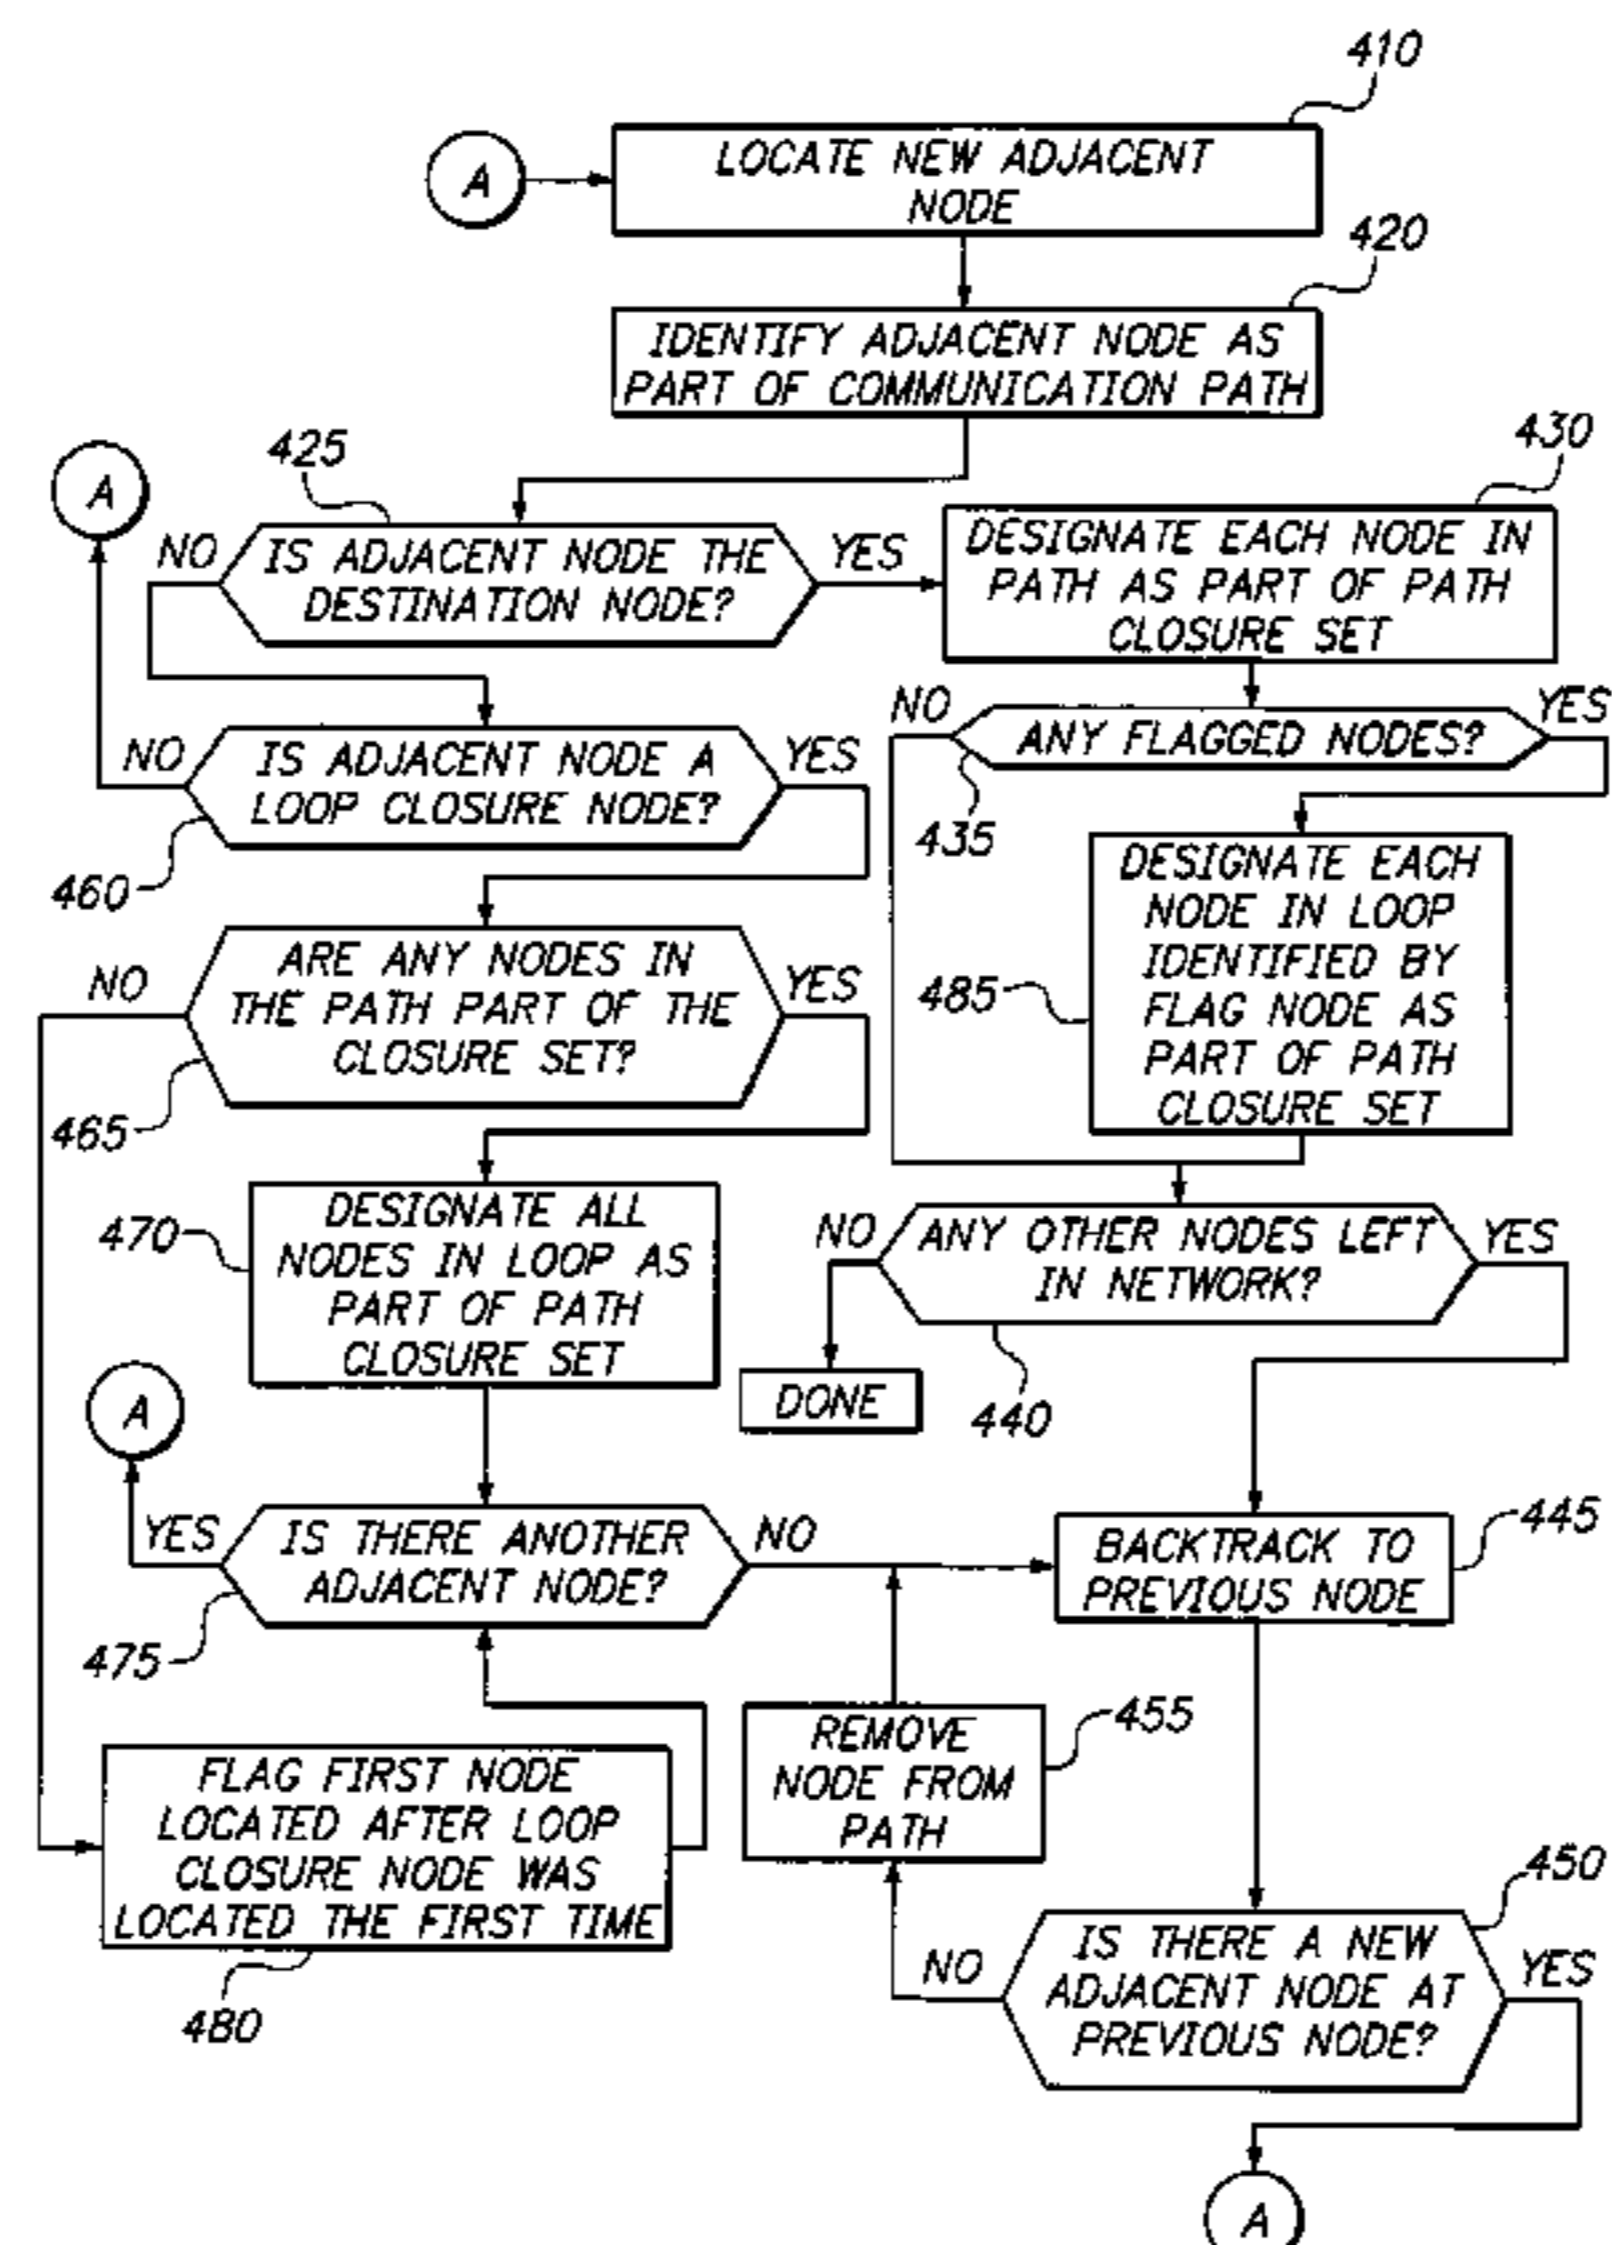 410
A
LOCATE NEW ADJACENT
NODE
420
IDENTIFY ADJACENT NODE AS
PART OF COMMUNICATION PATH
430
425
A
NO
IS ADJACENT NODE THE
DESTINATION NODE?
YES
DESIGNATE EACH NODE IN
PATH AS PART OF PATH
CLOSURE SET
NO
ANY FLAGGED NODES?
YES
435
NO
IS ADJACENT NODE A
LOOP CLOSURE NODE?
YES
460
DESIGNATE EACH
NODE IN LOOP
IDENTIFIED BY
FLAG NODE AS
PART OF PATH
CLOSURE SET
485
NO
ARE ANY NODES IN
THE PATH PART OF THE
CLOSURE SET?
YES
465
470
DESIGNATE ALL
NODES IN LOOP AS
PART OF PATH
CLOSURE SET
NO
ANY OTHER NODES LEFT
IN NETWORK?
YES
DONE
440
A
YES
IS THERE ANOTHER
ADJACENT NODE?
NO
475
BACKTRACK TO
PREVIOUS NODE
445
REMOVE
NODE FROM
PATH
455
FLAG FIRST NODE
LOCATED AFTER LOOP
CLOSURE NODE WAS
LOCATED THE FIRST TIME
480
450
NO
IS THERE A NEW
ADJACENT NODE AT
PREVIOUS NODE?
YES
A